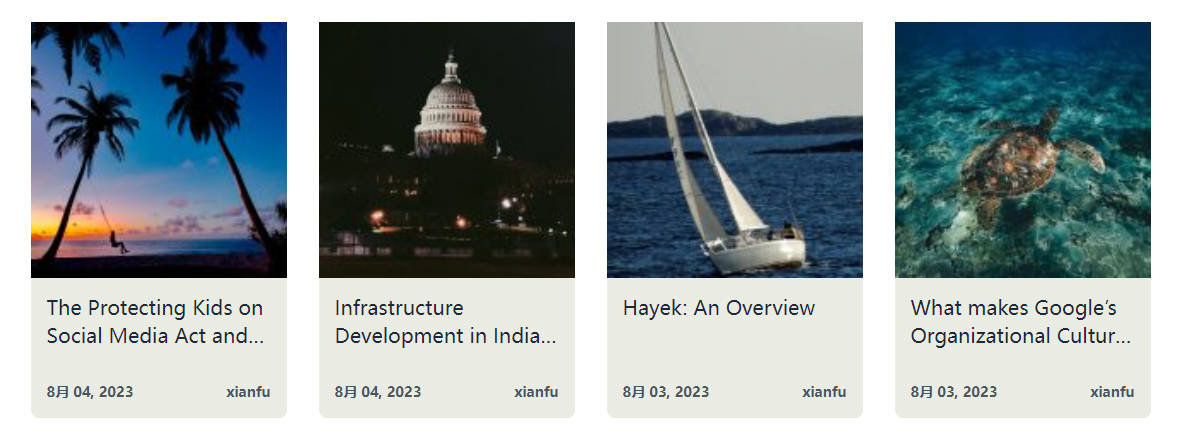 The Protecting Kids on
Social Media Act and...
8月 04, 2023
xianfu
Infrastructure
Development in India...
8月 04, 2023
xianfu
Hayek: An Overview
8月 03, 2023
xianfu
What makes Google’s
Organizational Cultur...
8月 03, 2023
xianfu